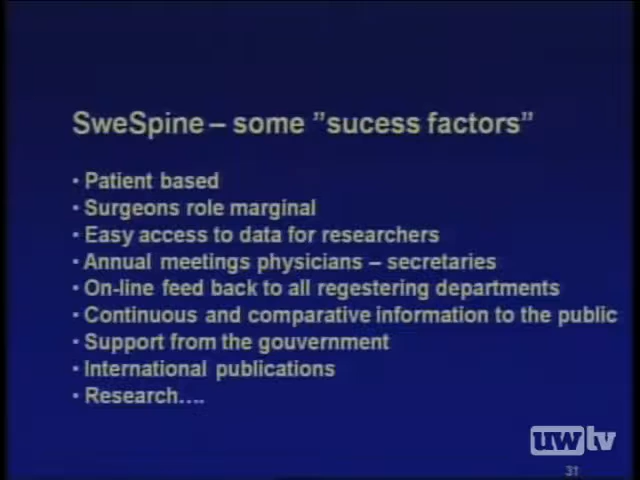 SweSpine – some ”sucess factors”
• Patient based
• Surgeons role marginal
• Easy access to data for researchers
• Annual meetings physicians – secretaries
• On-line feed back to all regestering departments
• Continuous and comparative information to the public
• Support from the gouvernment
• International publications
• Research....
uwtv
31